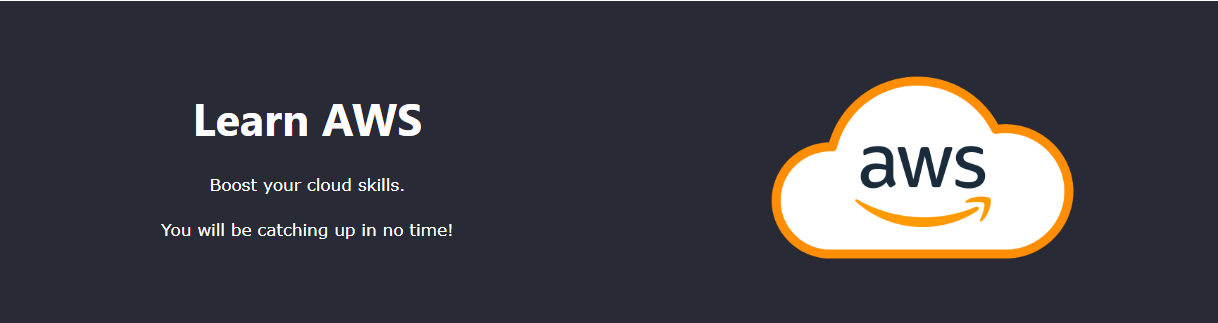 Learn AWS
Boost your cloud skills.
You will be catching up in no time!
aws